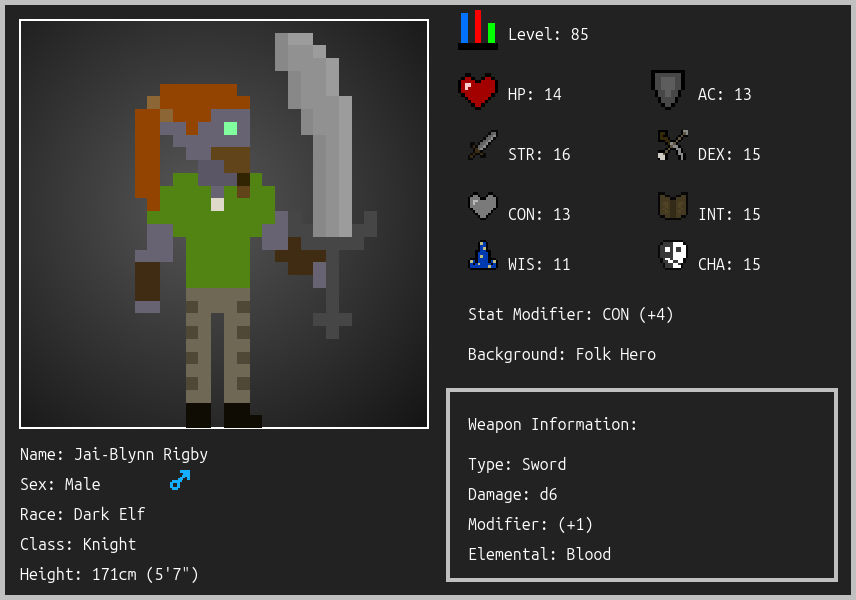 Level: 85
HP: 14
AC: 13
STR: 16
DEX: 15
CON: 13
INT: 15
WIS: 11
CHA: 15
Stat Modifier: CON (+4)
Background: Folk Hero
Weapon Information:
Type: Sword
Damage: d6
Modifier: (+1)
Elemental: Blood
Name: Jai-Blynn Rigby
Sex: Male
Race: Dark Elf
Class: Knight
Height: 171cm (5'7")